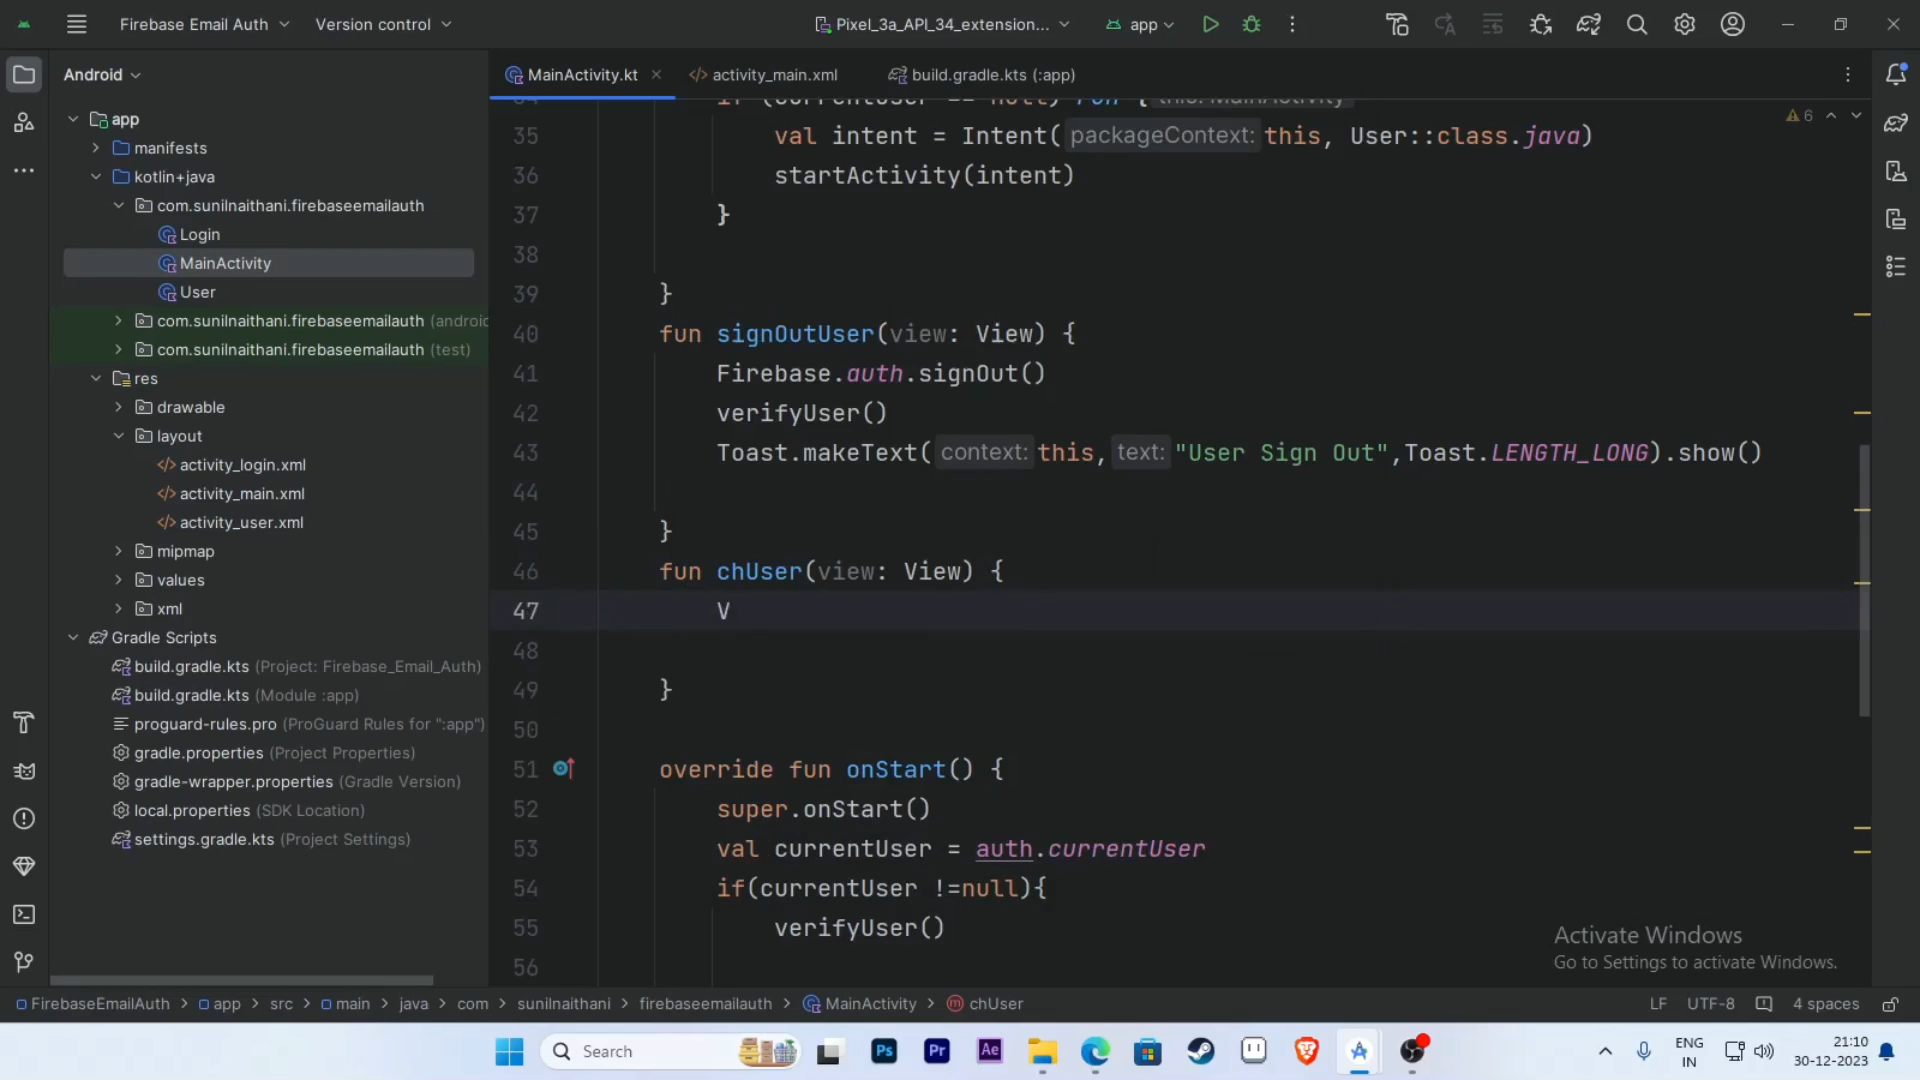 Firebase Email Auth
Version control
Pixel_3a_API_34_extension...
app
Android
MainActivity.kt
activity_main.xml
build.gradle.kts (:app)
app
manifests
kotlin+java
com.sunilnaithani.firebaseemailauth
Login
MainActivity
User
com.sunilnaithani.firebaseemailauth (androi
com.sunilnaithani.firebaseemailauth (test)
res
drawable
layout
activity_login.xml
activity_main.xml
activity_user.xml
mipmap
values
xml
Gradle Scripts
build.gradle.kts (Project: Firebase_Email_Auth)
build.gradle.kts (Module :app)
proguard-rules.pro (ProGuard Rules for ":app")
gradle.properties (Project Properties)
gradle-wrapper.properties (Gradle Version)
local.properties (SDK Location)
settings.gradle.kts (Project Settings)
6
35 val intent = Intent( packageContext: this, User::class.java)
36 startActivity(intent)
37 }
38
39 }
40 fun signOutUser(view: View) {
41 Firebase.auth.signOut()
42 verifyUser()
43 Toast.makeText( context: this, text: "User Sign Out",Toast.LENGTH_LONG).show()
44
45 }
46 fun chUser(view: View) {
47 V
48
49 }
50
51 override fun onStart() {
52 super.onStart()
53 val currentUser = auth.currentUser
54 if(currentUser !=null){
55 verifyUser()
56
Activate Windows
Go to Settings to activate Windows.
FirebaseEmailAuth > app > src > main > java > com > sunilnaithani > firebaseemailauth > MainActivity > chUser
LF UTF-8 4 spaces
Search
Ps
Pr
Ae
ENG
IN
21:10
30-12-2023